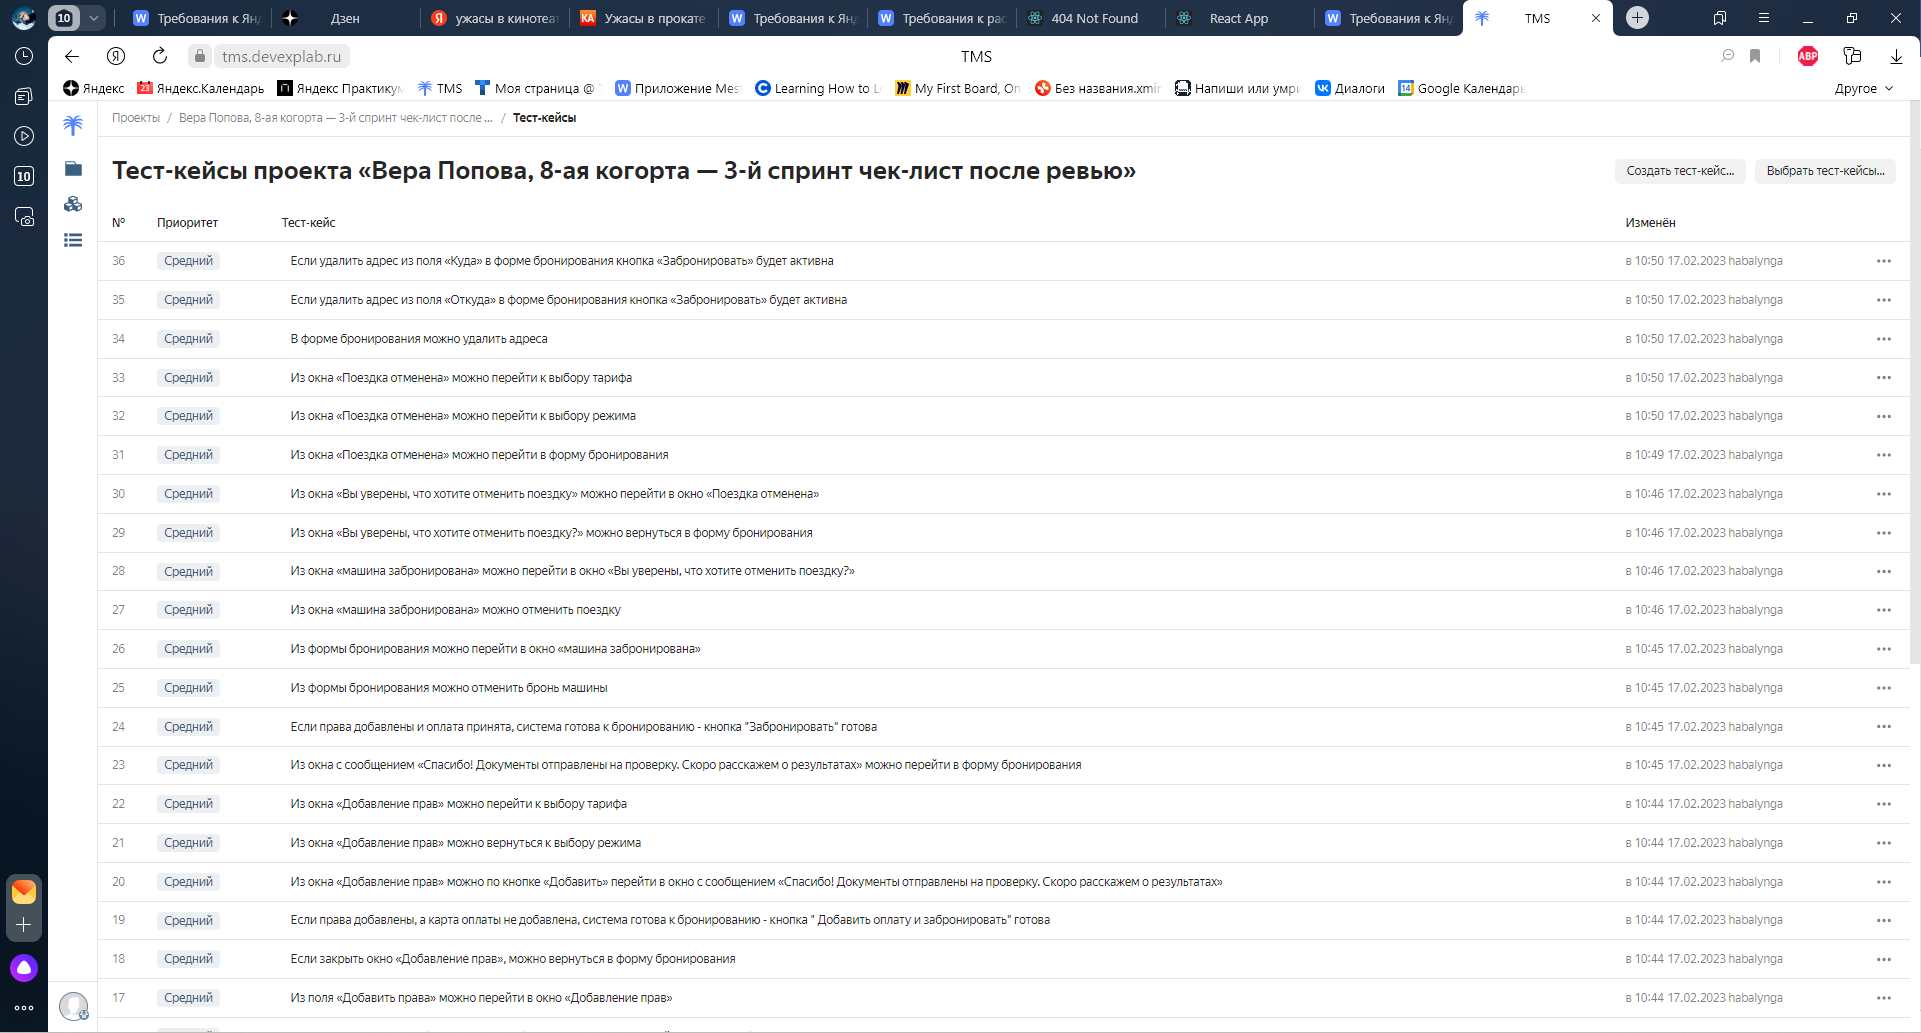 10
Требования к Янд
Дзен
ужасы в кинотеат
Ужасы в прокате
Требования к Янд
Требования к рас
404 Not Found
React App
Требования к Янд
TMS
tms.devexplab.ru
TMS
ABP
Яндекс
Яндекс.Календарь
Яндекс Практикум
TMS
Моя страница @
Приложение Mest
Learning How to L
My First Board, On
Без названия.xmin
Напиши или умри
Диалоги
Google Календарь
Другое
10
Проекты / Вера Попова, 8-ая когорта — 3-й спринт чек-лист после ... / Тест-кейсы
Тест-кейсы проекта «Вера Попова, 8-ая когорта — 3-й спринт чек-лист после ревью»
Создать тест-кейс...
Выбрать тест-кейсы...
№ Приоритет Тест-кейс Изменён
36 Средний Если удалить адрес из поля «Куда» в форме бронирования кнопка «Забронировать» будет активна в 10:50 17.02.2023 habalynga
35 Средний Если удалить адрес из поля «Откуда» в форме бронирования кнопка «Забронировать» будет активна в 10:50 17.02.2023 habalynga
34 Средний В форме бронирования можно удалить адреса в 10:50 17.02.2023 habalynga
33 Средний Из окна «Поездка отменена» можно перейти к выбору тарифа в 10:50 17.02.2023 habalynga
32 Средний Из окна «Поездка отменена» можно перейти к выбору режима в 10:50 17.02.2023 habalynga
31 Средний Из окна «Поездка отменена» можно перейти в форму бронирования в 10:49 17.02.2023 habalynga
30 Средний Из окна «Вы уверены, что хотите отменить поездку» можно перейти в окно «Поездка отменена» в 10:46 17.02.2023 habalynga
29 Средний Из окна «Вы уверены, что хотите отменить поездку?» можно вернуться в форму бронирования в 10:46 17.02.2023 habalynga
28 Средний Из окна «машина забронирована» можно перейти в окно «Вы уверены, что хотите отменить поездку?» в 10:46 17.02.2023 habalynga
27 Средний Из окна «машина забронирована» можно отменить поездку в 10:46 17.02.2023 habalynga
26 Средний Из формы бронирования можно перейти в окно «машина забронирована» в 10:45 17.02.2023 habalynga
25 Средний Из формы бронирования можно отменить бронь машины в 10:45 17.02.2023 habalynga
24 Средний Если права добавлены и оплата принята, система готова к бронированию - кнопка "Забронировать" готова в 10:45 17.02.2023 habalynga
23 Средний Из окна с сообщением «Спасибо! Документы отправлены на проверку. Скоро расскажем о результатах» можно перейти в форму бронирования в 10:45 17.02.2023 habalynga
22 Средний Из окна «Добавление прав» можно перейти к выбору тарифа в 10:44 17.02.2023 habalynga
21 Средний Из окна «Добавление прав» можно вернуться к выбору режима в 10:44 17.02.2023 habalynga
20 Средний Из окна «Добавление прав» можно по кнопке «Добавить» перейти в окно с сообщением «Спасибо! Документы отправлены на проверку. Скоро расскажем о результатах» в 10:44 17.02.2023 habalynga
19 Средний Если права добавлены, а карта оплаты не добавлена, система готова к бронированию - кнопка " Добавить оплату и забронировать" готова в 10:44 17.02.2023 habalynga
18 Средний Если закрыть окно «Добавление прав», можно вернуться в форму бронирования в 10:44 17.02.2023 habalynga
17 Средний Из поля «Добавить права» можно перейти в окно «Добавление прав» в 10:44 17.02.2023 habalynga